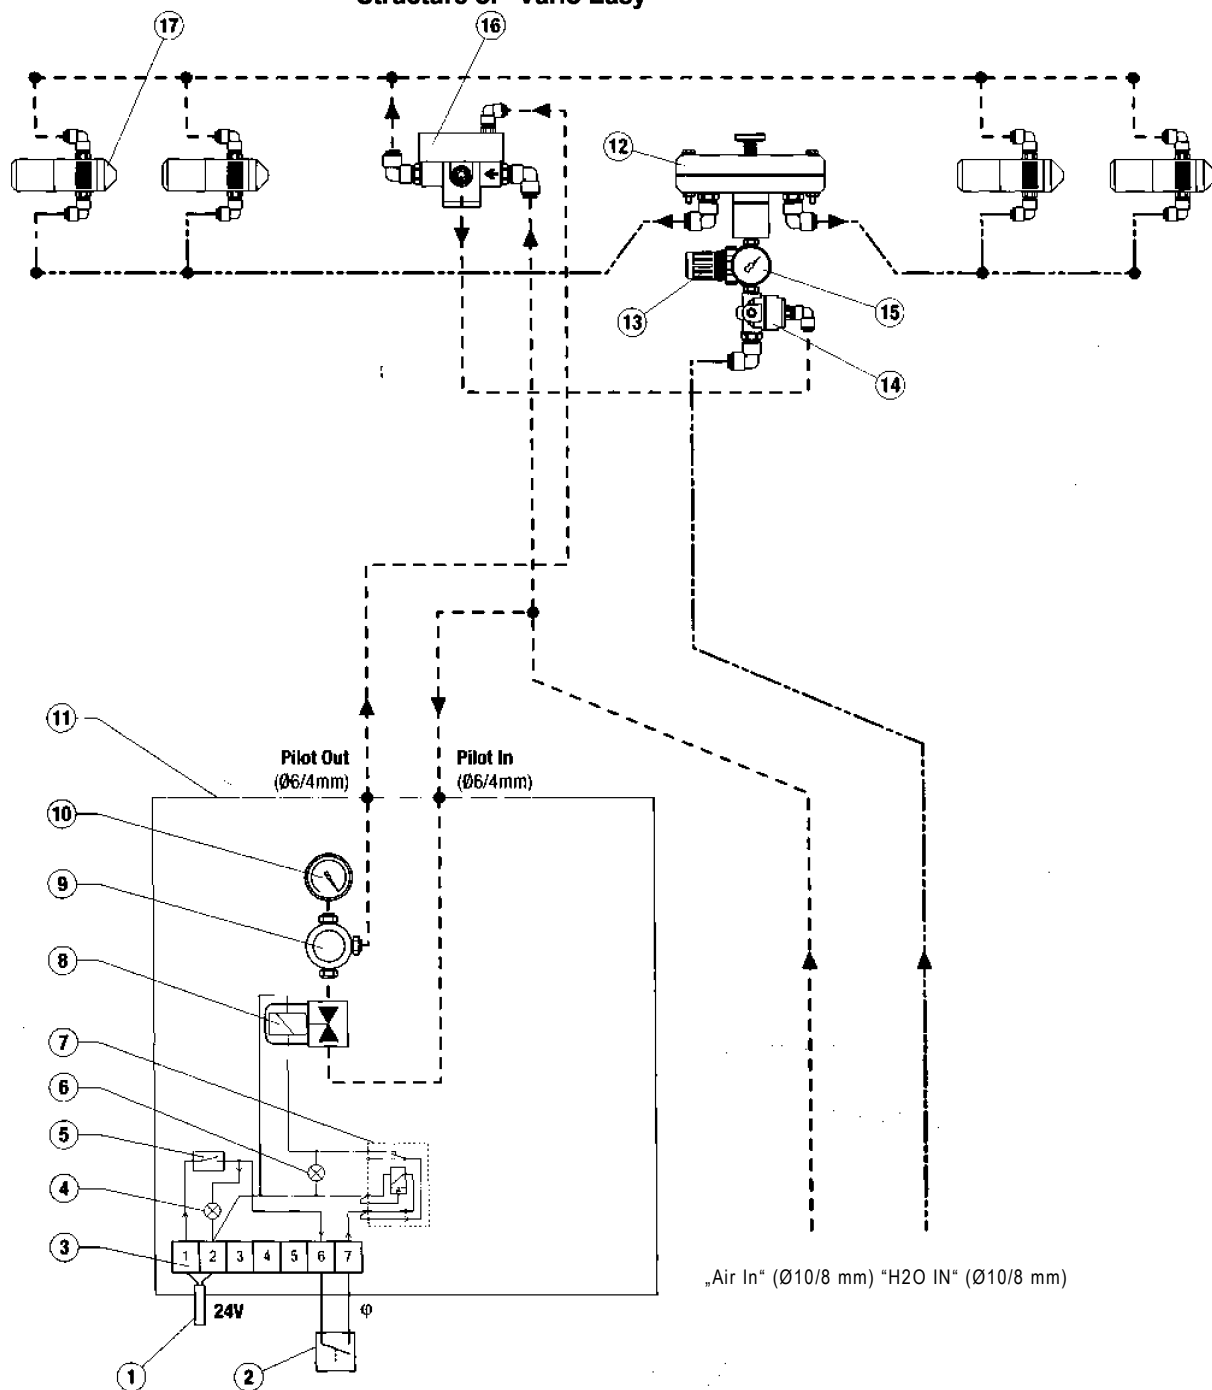 Structure of "Vario Easy"
17
16
12
13
15
14
11
Pilot Out
(Ø6/4mm)
Pilot In
(Ø6/4mm)
10
9
8
7
6
5
4
3
1 2 3 4 5 6 7
„Air In“ (Ø10/8 mm) “H2O IN“ (Ø10/8 mm)
24V
φ
1
2